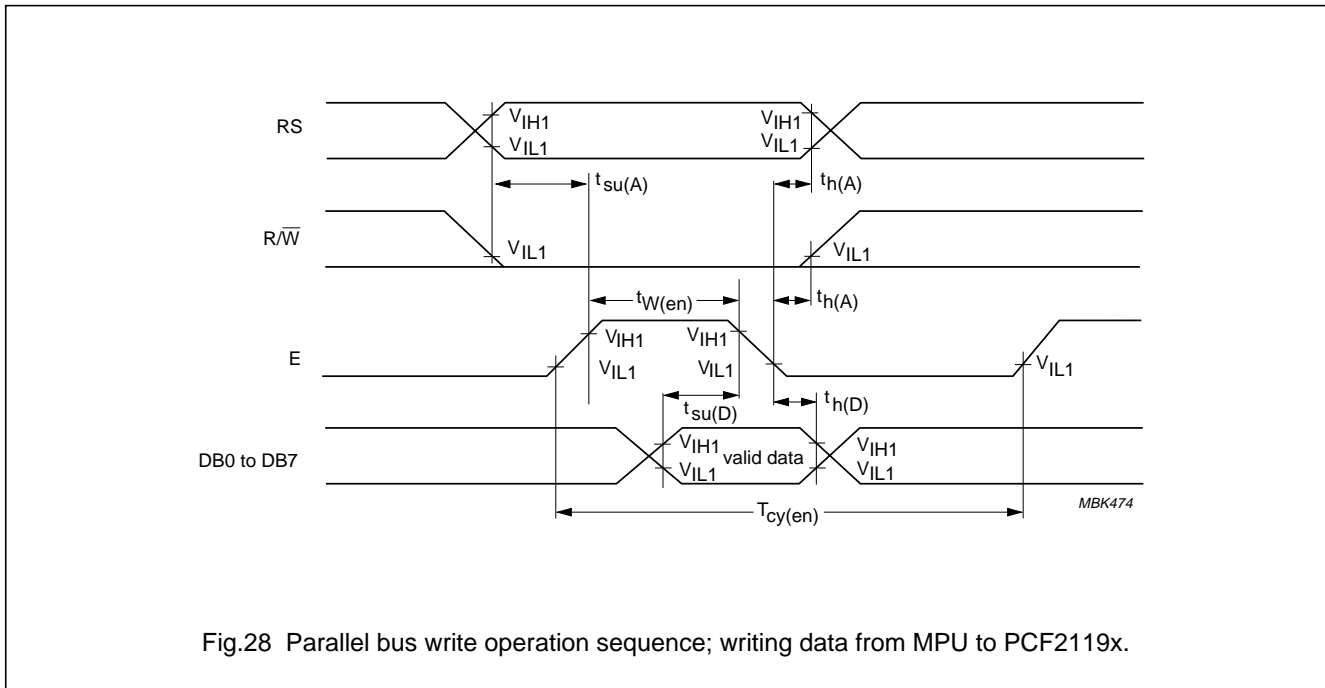 RS
VIH1
VIL1
VIH1
VIL1
tsu(A)
th(A)
R/W̅
VIL1
VIL1
tW(en)
th(A)
E
VIH1
VIL1
VIH1
VIL1
VIL1
tsu(D)
th(D)
DB0 to DB7
VIH1
VIL1
valid data
VIH1
VIL1
Tcy(en)
MBK474
Fig.28 Parallel bus write operation sequence; writing data from MPU to PCF2119x.